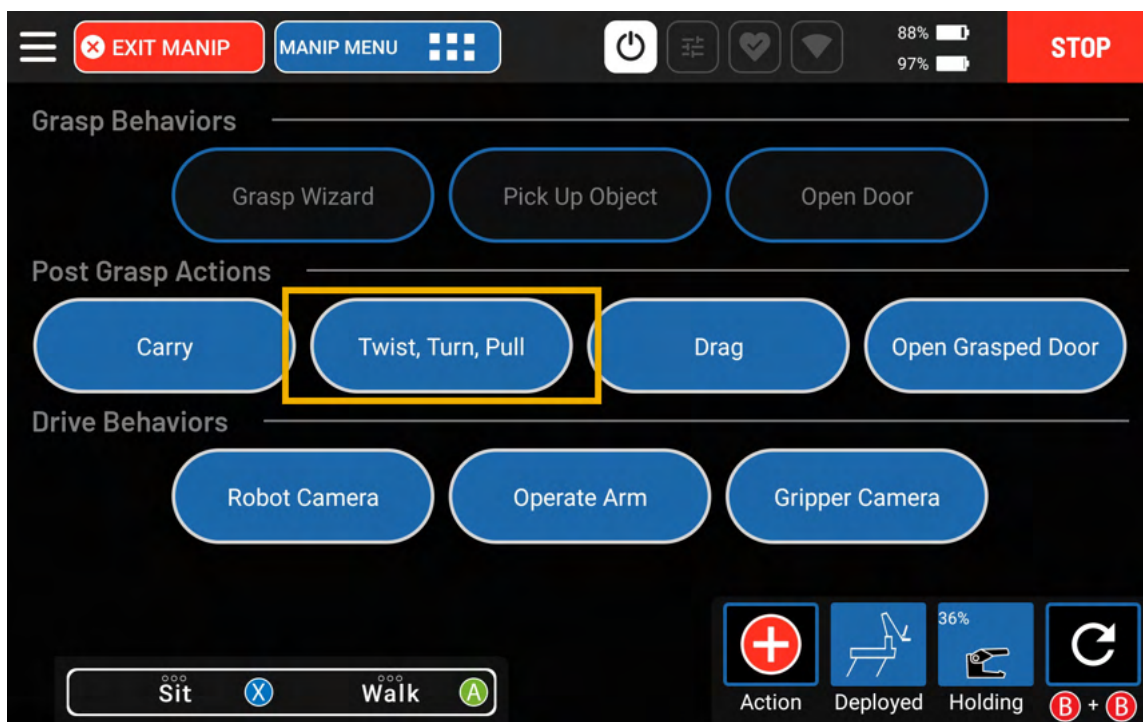 EXIT MANIP
MANIP MENU
88%
97%
STOP
Grasp Behaviors
Grasp Wizard
Pick Up Object
Open Door
Post Grasp Actions
Carry
Twist, Turn, Pull
Drag
Open Grasped Door
Drive Behaviors
Robot Camera
Operate Arm
Gripper Camera
36%
Sit X Walk A
Action Deployed Holding B + B